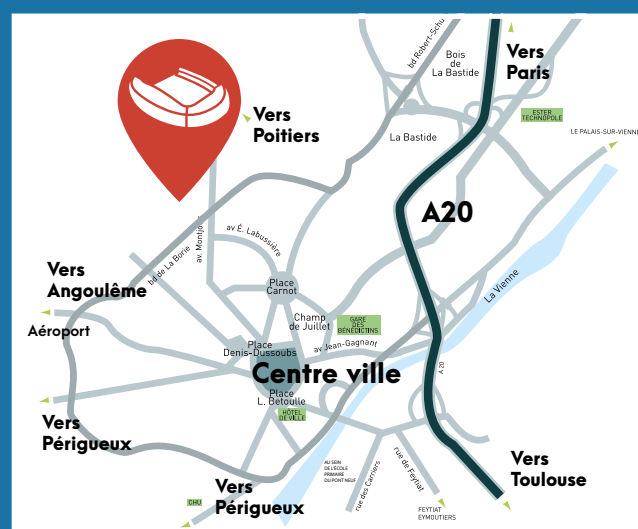 bd Robert-Schu
Bois
de
La Bastide
Vers
Paris
Vers
Poitiers
ESTER
TECHNOPOLE
LE PALAIS-SUR-VIENNE
La Bastide
A20
av. Montjo
av É. Labussière
bd de La Borie
Vers
Angoulême
Aéroport
Place
Carnot
La Vienne
Champ
de Juillet
GARE
DES
BÉNÉDICTINS
Place
Denis-Dussoubs
av Jean-Gagnant
Centre ville
A 20
Place
L. Betoulle
HÔTEL
DE VILLE
Vers
Périgueux
AU SEIN
DE L'ÉCOLE
PRIMAIRE
DU PONT NEUF
rue des Carriers
rue de Feytiat
Vers
Toulouse
CHU
Vers
Périgueux
FEYTIAT
EYMOUTIERS